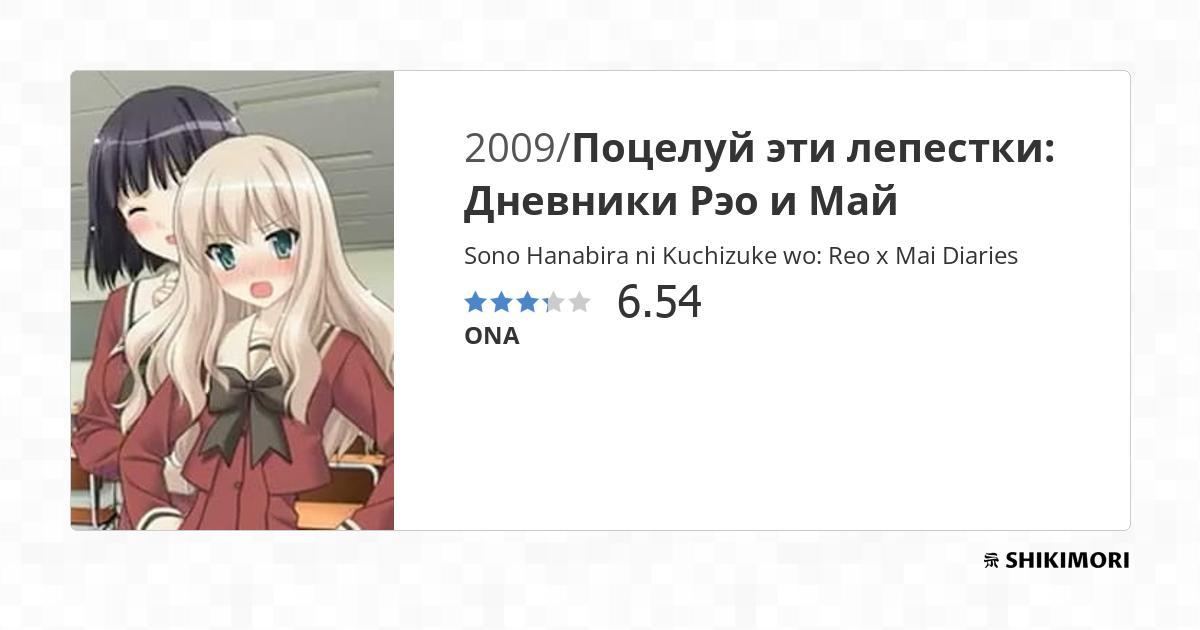 2009/Поцелуй эти лепестки:
Дневники Рэо и Май
Sono Hanabira ni Kuchizuke wo: Reo x Mai Diaries
6.54
ONA
SHIKIMORI